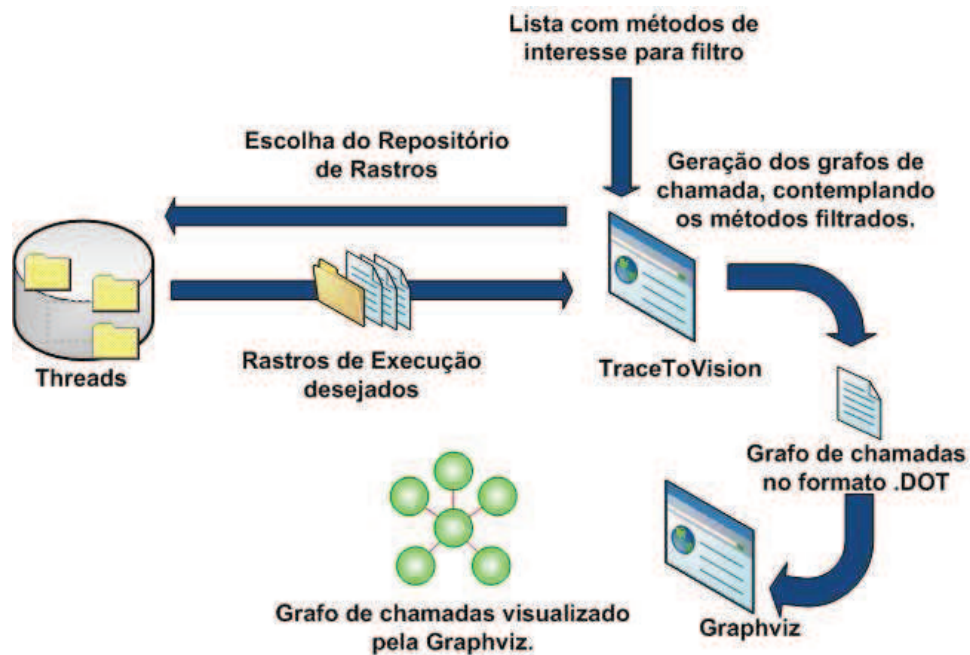 Lista com métodos de
interesse para filtro
Escolha do Repositório
de Rastros
Geração dos grafos de
chamada, contemplando
os métodos filtrados.
Threads
Rastros de Execução
desejados
TraceToVision
Grafo de chamadas
no formato .DOT
Grafo de chamadas visualizado
pela Graphviz.
Graphviz